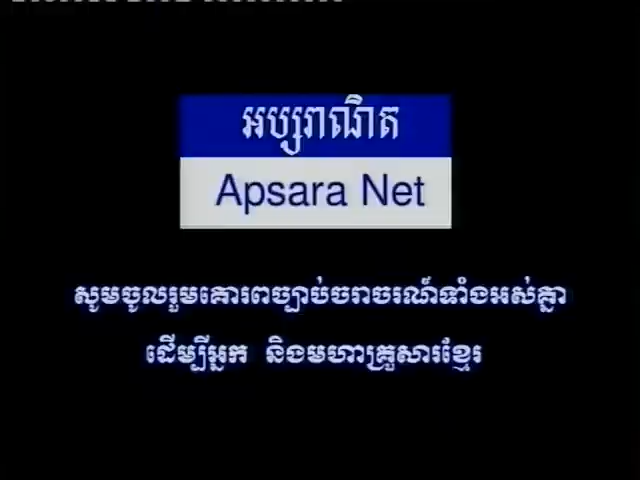 អប្សរាណិត
Apsara Net
សូមចូលរួមគោរពច្បាប់ចរាចរណ៍ទាំងអស់គ្នា
ដើម្បីអ្នក និងមហាគ្រួសារខ្មែរ